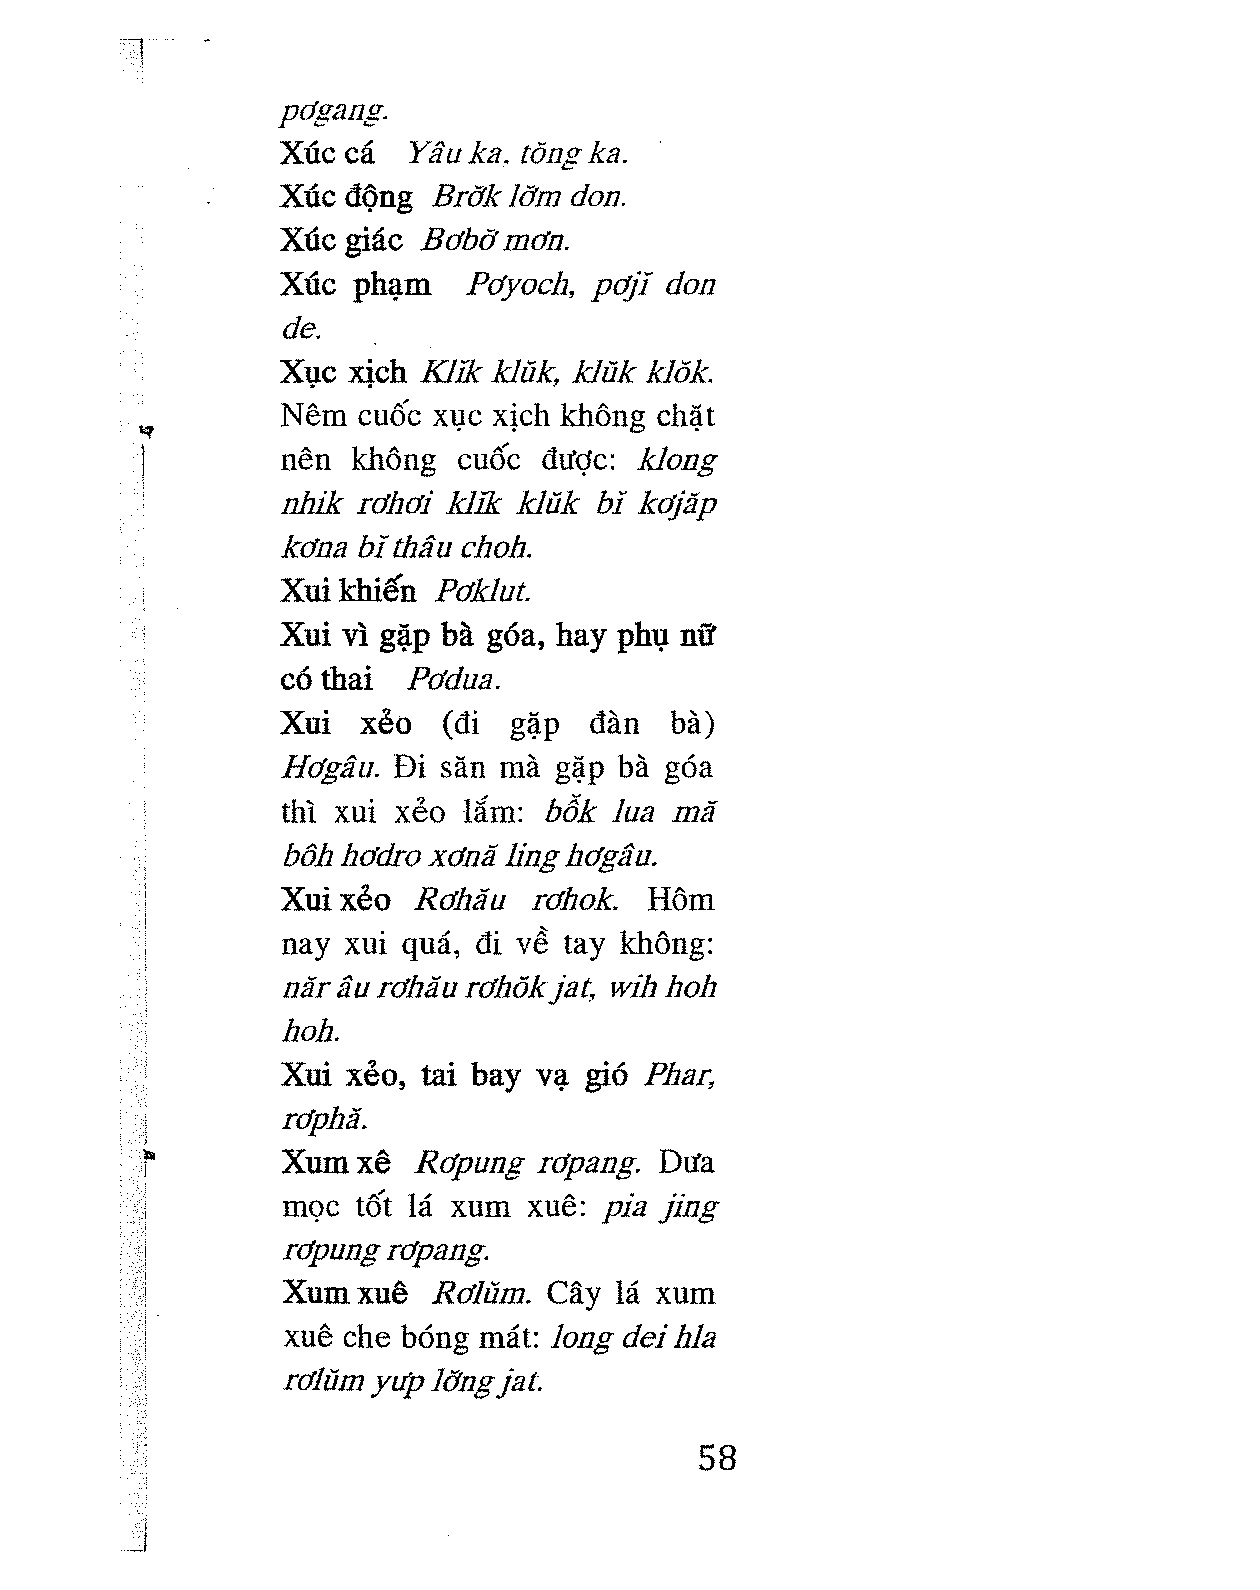 pơgang.
Xúc cá Yâu ka. tŏng ka.
Xúc động Brơ̆k lơ̆m don.
Xúc giác Bơbơ̆ mơn.
Xúc phạm Pơyoch, pơjĭ don
de.
Xục xịch Klĭk klŭk, klŭk klŏk.
Nêm cuốc xục xịch không chặt
nên không cuốc được: klong
nhik rơhơi klĭk klŭk bĭ kơjăp
kơna bĭ thâu choh.
Xui khiến Pơklut.
Xui vì gặp bà góa, hay phụ nữ
có thai Pơdua.
Xui xẻo (đi gặp đàn bà)
Hơgâu. Đi săn mà gặp bà góa
thì xui xẻo lắm: bô̆k lua mă
bôh hơdro xơnă ling hơgâu.
Xui xẻo Rơhău rơhok. Hôm
nay xui quá, đi về tay không:
năr âu rơhău rơhŏk jat, wih hoh
hoh.
Xui xẻo, tai bay vạ gió Phar,
rơphă.
Xum xê Rơpung rơpang. Dưa
mọc tốt lá xum xuê: pia jing
rơpung rơpang.
Xum xuê Rơlŭm. Cây lá xum
xuê che bóng mát: long dei hla
rơlŭm yưp lơ̆ng jat.
58